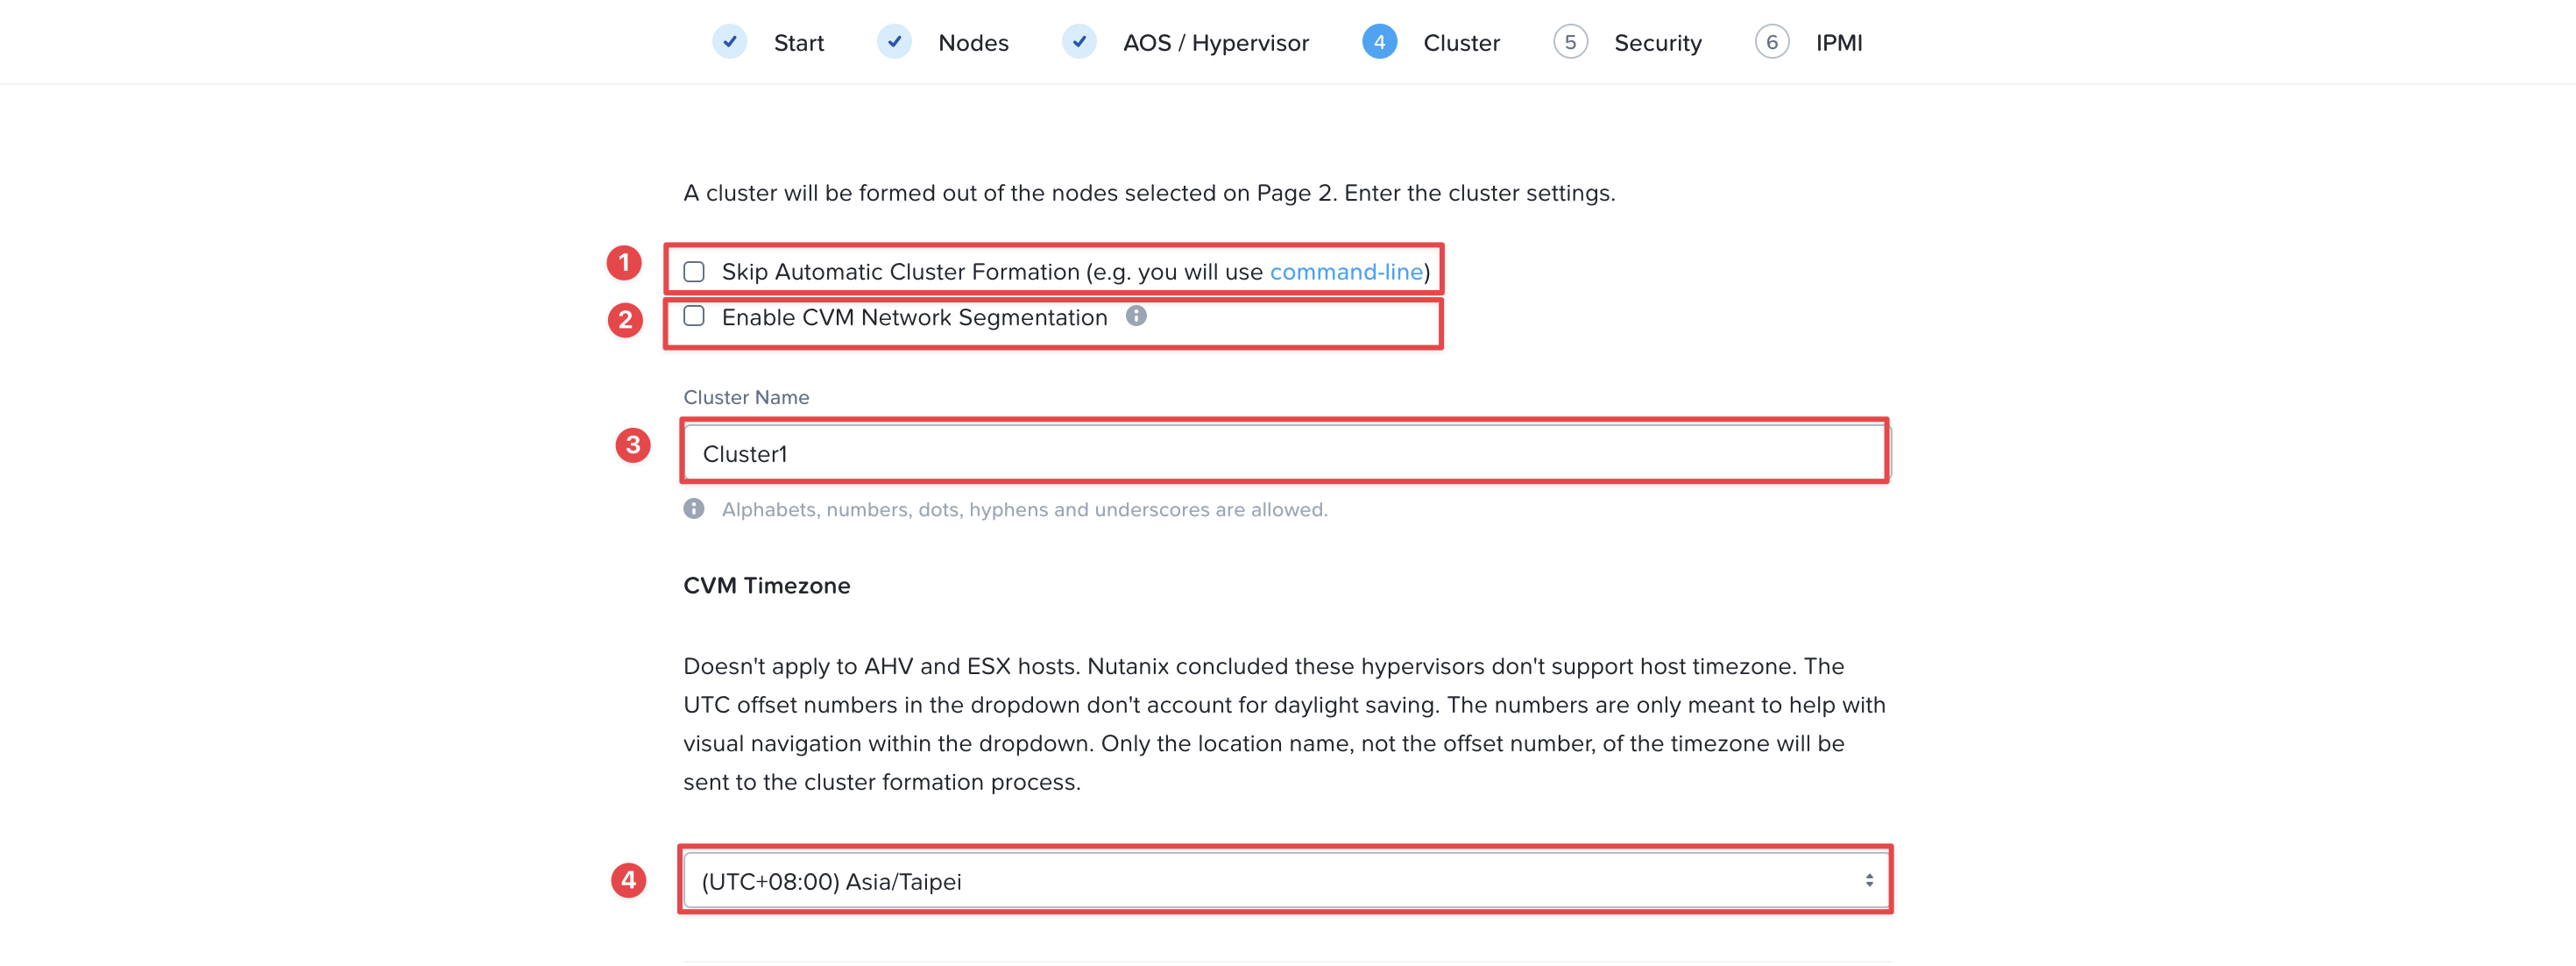 Start Nodes AOS / Hypervisor 4 Cluster 5 Security 6 IPMI
A cluster will be formed out of the nodes selected on Page 2. Enter the cluster settings.
1 Skip Automatic Cluster Formation (e.g. you will use command-line)
2 Enable CVM Network Segmentation
Cluster Name
3 Cluster1
Alphabets, numbers, dots, hyphens and underscores are allowed.
CVM Timezone
Doesn't apply to AHV and ESX hosts. Nutanix concluded these hypervisors don't support host timezone. The
UTC offset numbers in the dropdown don't account for daylight saving. The numbers are only meant to help with
visual navigation within the dropdown. Only the location name, not the offset number, of the timezone will be
sent to the cluster formation process.
4 (UTC+08:00) Asia/Taipei